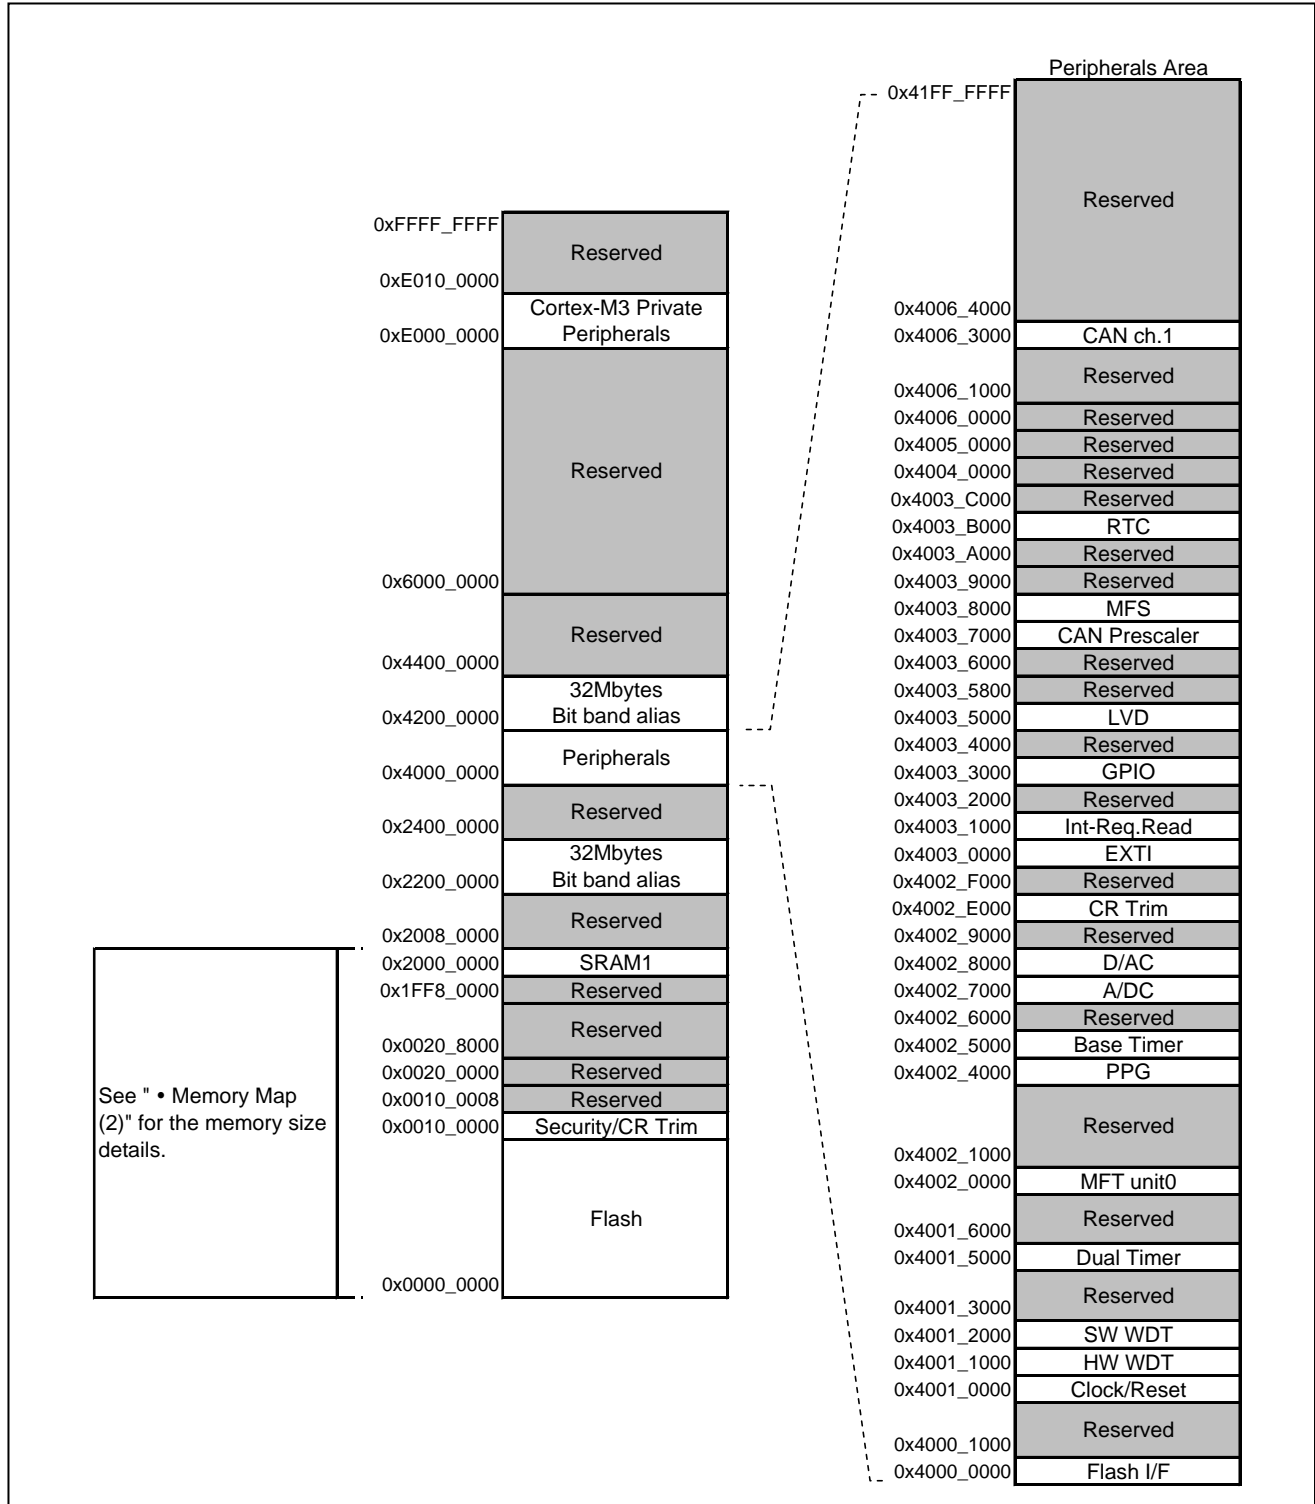 Peripherals Area
0x41FF_FFFF
Reserved
0x4006_4000
0x4006_3000 CAN ch.1
Reserved
0x4006_1000
0x4006_0000 Reserved
0x4005_0000 Reserved
0x4004_0000 Reserved
0x4003_C000 Reserved
0x4003_B000 RTC
0x4003_A000 Reserved
0x4003_9000 Reserved
0x4003_8000 MFS
0x4003_7000 CAN Prescaler
0x4003_6000 Reserved
0x4003_5800 Reserved
0x4003_5000 LVD
0x4003_4000 Reserved
0x4003_3000 GPIO
0x4003_2000 Reserved
0x4003_1000 Int-Req.Read
0x4003_0000 EXTI
0x4002_F000 Reserved
0x4002_E000 CR Trim
0x4002_9000 Reserved
0x4002_8000 D/AC
0x4002_7000 A/DC
0x4002_6000 Reserved
0x4002_5000 Base Timer
0x4002_4000 PPG
Reserved
0x4002_1000
0x4002_0000 MFT unit0
Reserved
0x4001_6000
0x4001_5000 Dual Timer
Reserved
0x4001_3000
0x4001_2000 SW WDT
0x4001_1000 HW WDT
0x4001_0000 Clock/Reset
Reserved
0x4000_1000
0x4000_0000 Flash I/F
0xFFFF_FFFF
Reserved
0xE010_0000
Cortex-M3 Private
0xE000_0000 Peripherals
Reserved
0x6000_0000
Reserved
0x4400_0000
32Mbytes
0x4200_0000 Bit band alias
Peripherals
0x4000_0000
Reserved
0x2400_0000
32Mbytes
0x2200_0000 Bit band alias
Reserved
0x2008_0000
0x2000_0000 SRAM1
0x1FF8_0000 Reserved
Reserved
0x0020_8000
0x0020_0000 Reserved
0x0010_0008 Reserved
0x0010_0000 Security/CR Trim
Flash
0x0000_0000
See " • Memory Map
(2)" for the memory size
details.